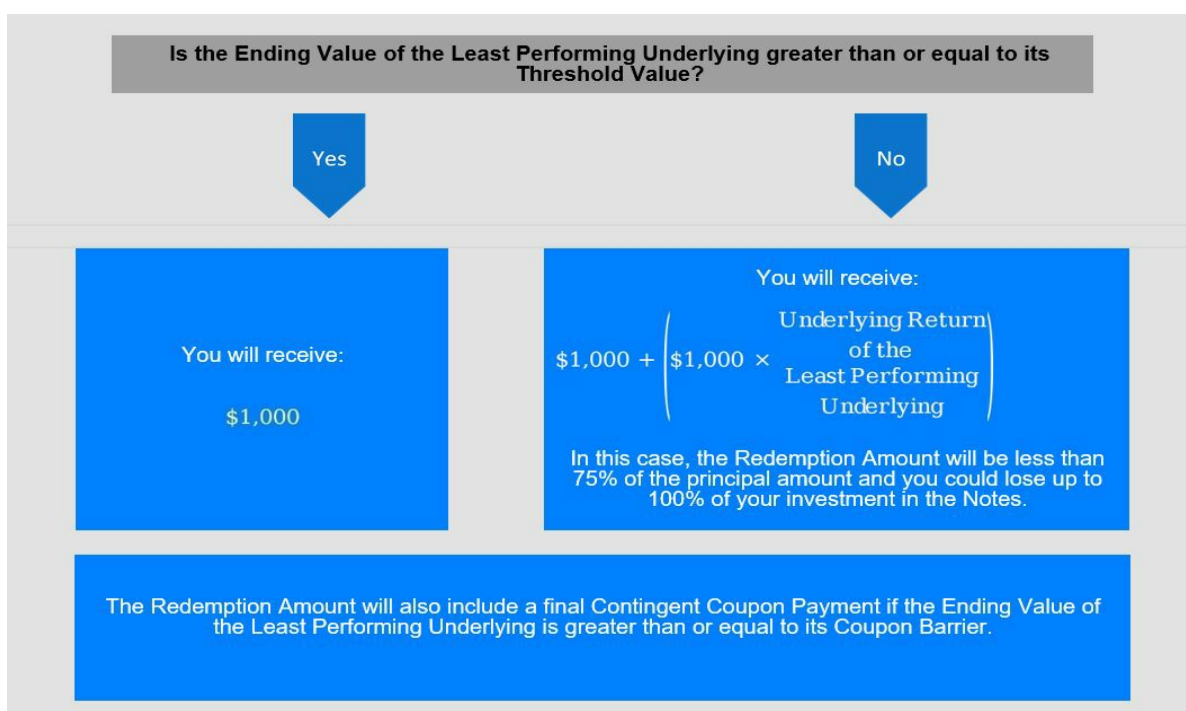 Is the Ending Value of the Least Performing Underlying greater than or equal to its
Threshold Value?
Yes
No
You will receive:
$1,000
You will receive:
$1,000 + ($1,000 × Underlying Return
of the
Least Performing
Underlying)
In this case, the Redemption Amount will be less than
75% of the principal amount and you could lose up to
100% of your investment in the Notes.
The Redemption Amount will also include a final Contingent Coupon Payment if the Ending Value of
the Least Performing Underlying is greater than or equal to its Coupon Barrier.